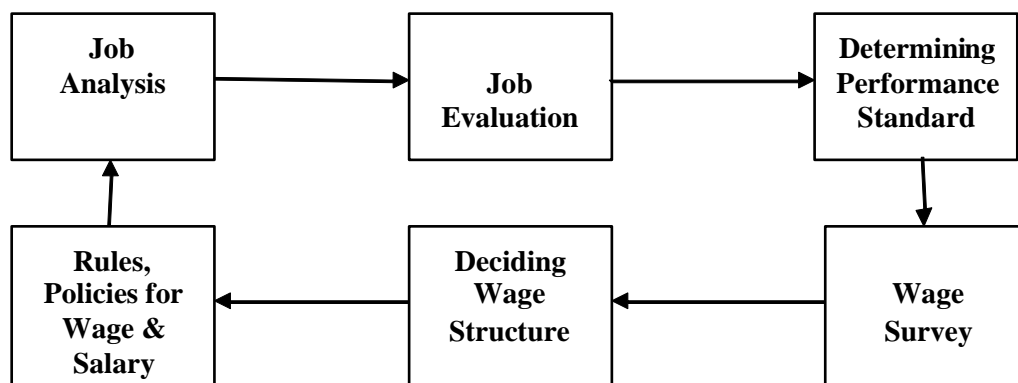 Job
Analysis
Job
Evaluation
Determining
Performance
Standard
Rules,
Policies for
Wage &
Salary
Deciding
Wage
Structure
Wage
Survey